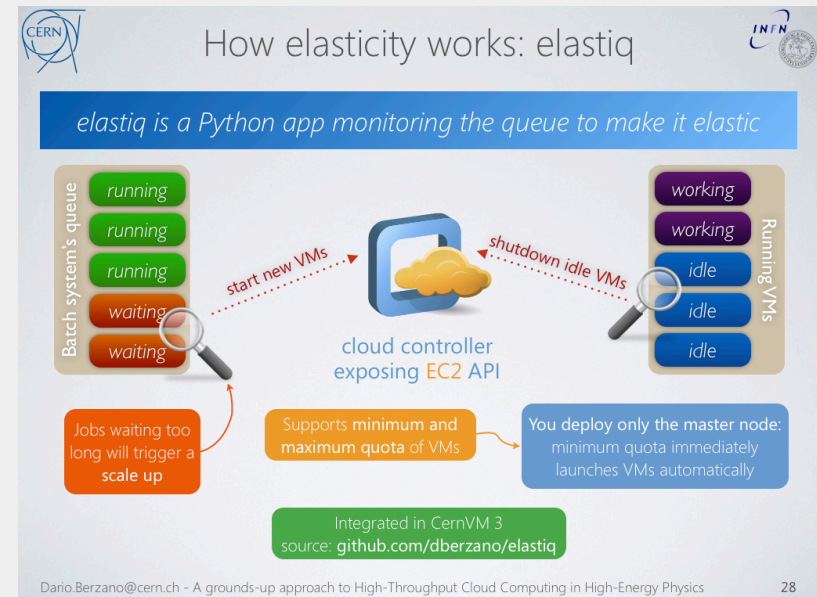 CERN
How elasticity works: elastiq
INFN
elastiq is a Python app monitoring the queue to make it elastic
Batch system's queue
running
running
running
waiting
waiting
start new VMs
cloud controller
exposing EC2 API
shutdown idle VMs
working
working
idle
idle
idle
Running VMs
Jobs waiting too
long will trigger a
scale up
Supports minimum and
maximum quota of VMs
You deploy only the master node:
minimum quota immediately
launches VMs automatically
Integrated in CernVM 3
source: github.com/dberzano/elastiq
Dario.Berzano@cern.ch - A grounds-up approach to High-Throughput Cloud Computing in High-Energy Physics
28